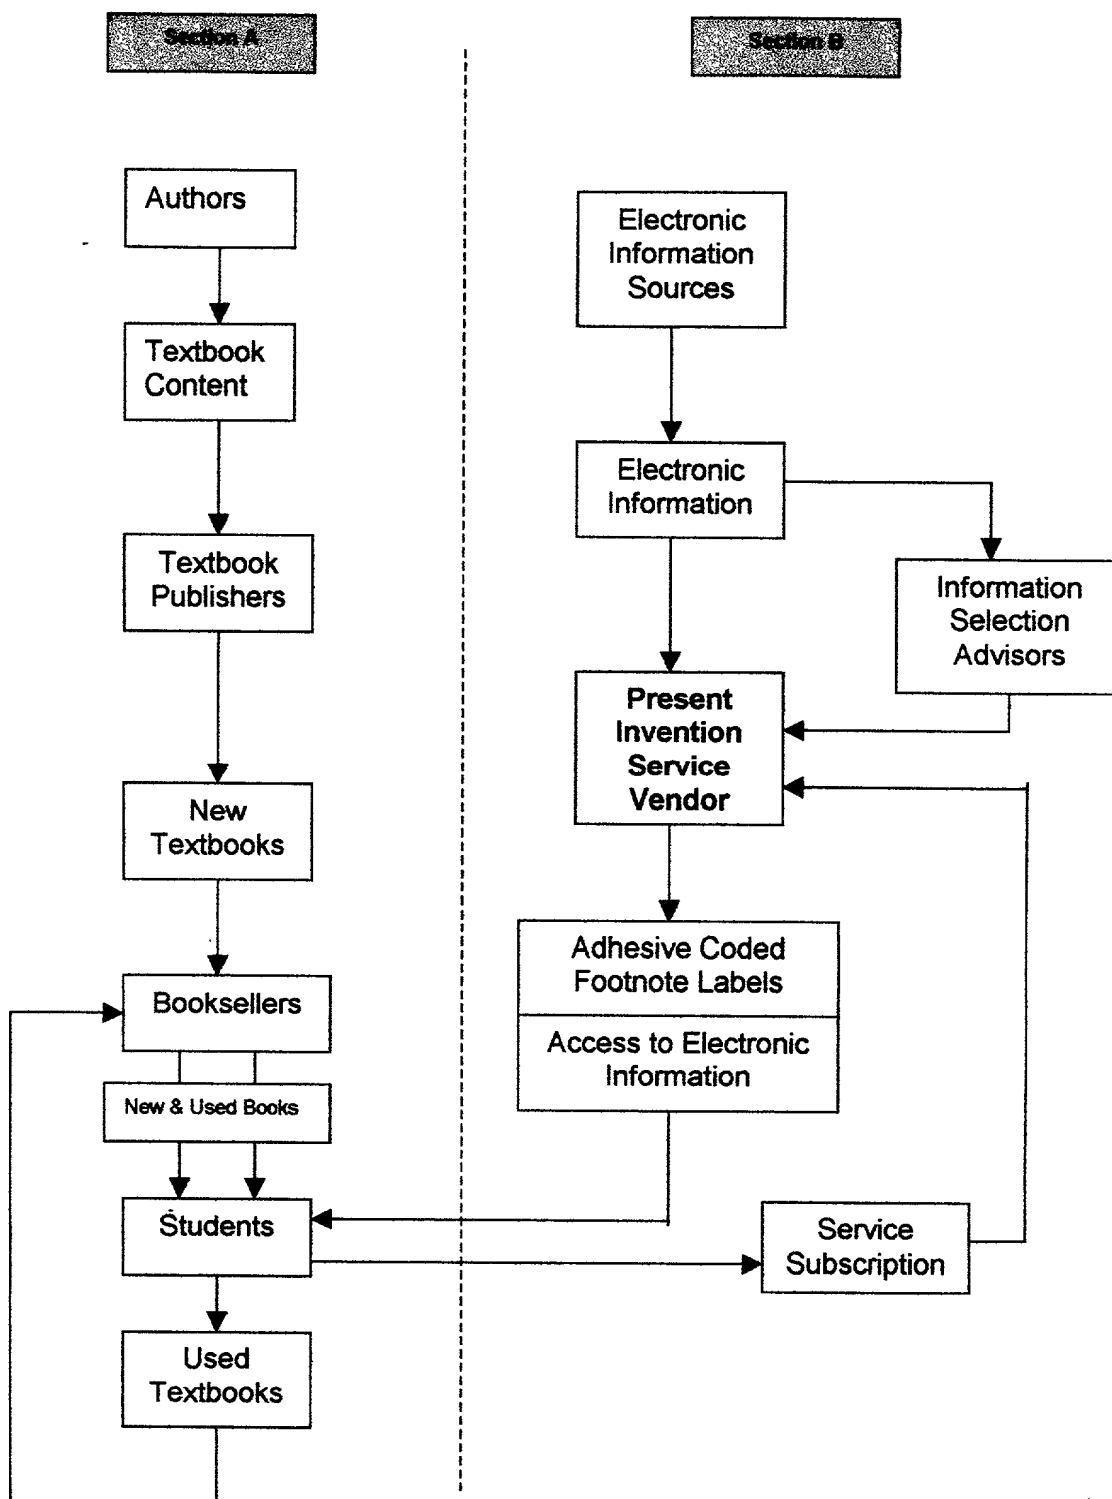 Section A
Section B
Authors
Textbook
Content
Textbook
Publishers
New
Textbooks
Booksellers
New & Used Books
Students
Used
Textbooks
Electronic
Information
Sources
Electronic
Information
Information
Selection
Advisors
Present
Invention
Service
Vendor
Adhesive Coded
Footnote Labels
Access to Electronic
Information
Service
Subscription